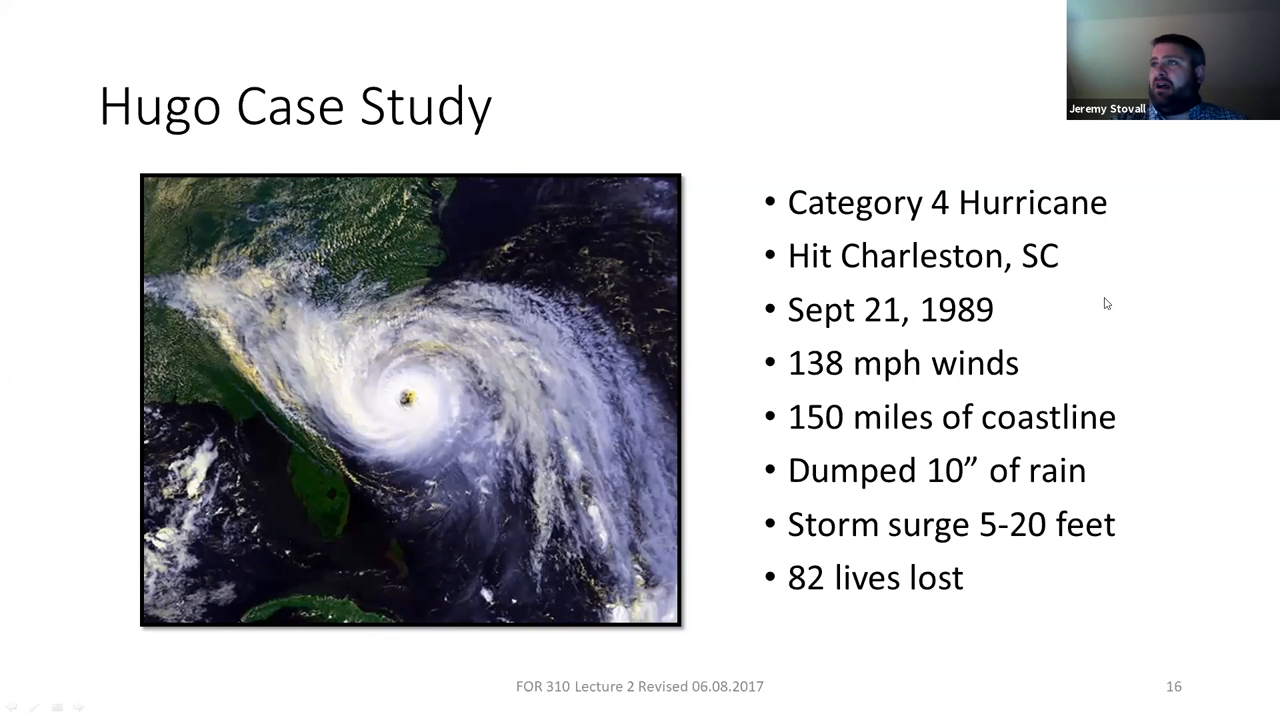 Jeremy Stovall
Hugo Case Study
• Category 4 Hurricane
• Hit Charleston, SC
• Sept 21, 1989
• 138 mph winds
• 150 miles of coastline
• Dumped 10” of rain
• Storm surge 5-20 feet
• 82 lives lost
FOR 310 Lecture 2 Revised 06.08.2017
16